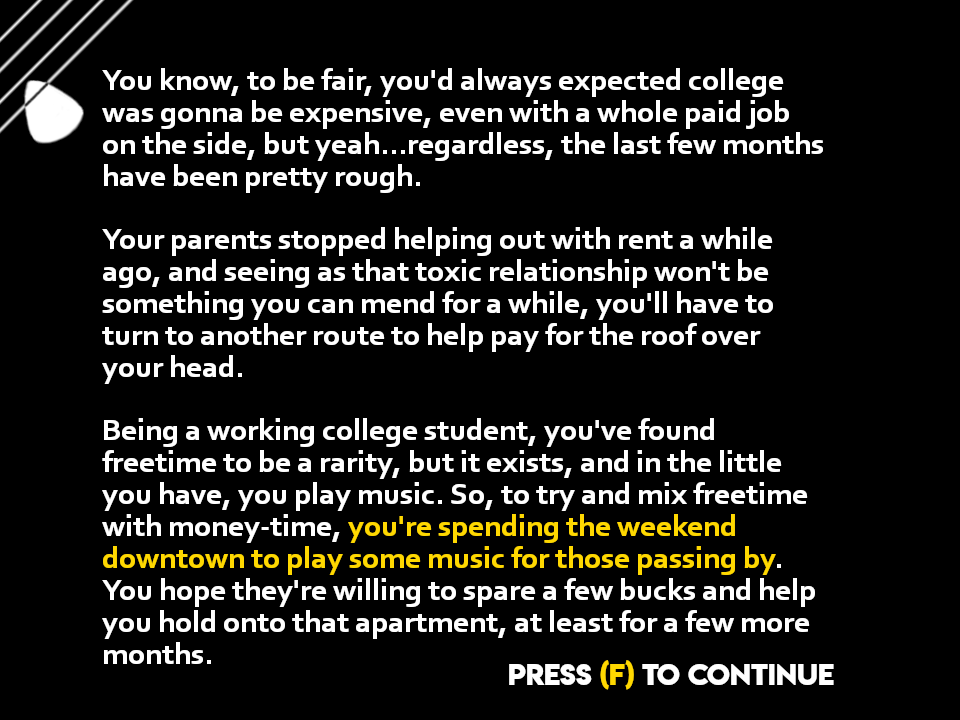 You know, to be fair, you'd always expected college
was gonna be expensive, even with a whole paid job
on the side, but yeah...regardless, the last few months
have been pretty rough.
Your parents stopped helping out with rent a while
ago, and seeing as that toxic relationship won't be
something you can mend for a while, you'll have to
turn to another route to help pay for the roof over
your head.
Being a working college student, you've found
freetime to be a rarity, but it exists, and in the little
you have, you play music. So, to try and mix freetime
with money-time, you're spending the weekend
downtown to play some music for those passing by.
You hope they're willing to spare a few bucks and help
you hold onto that apartment, at least for a few more
months.
PRESS (F) TO CONTINUE